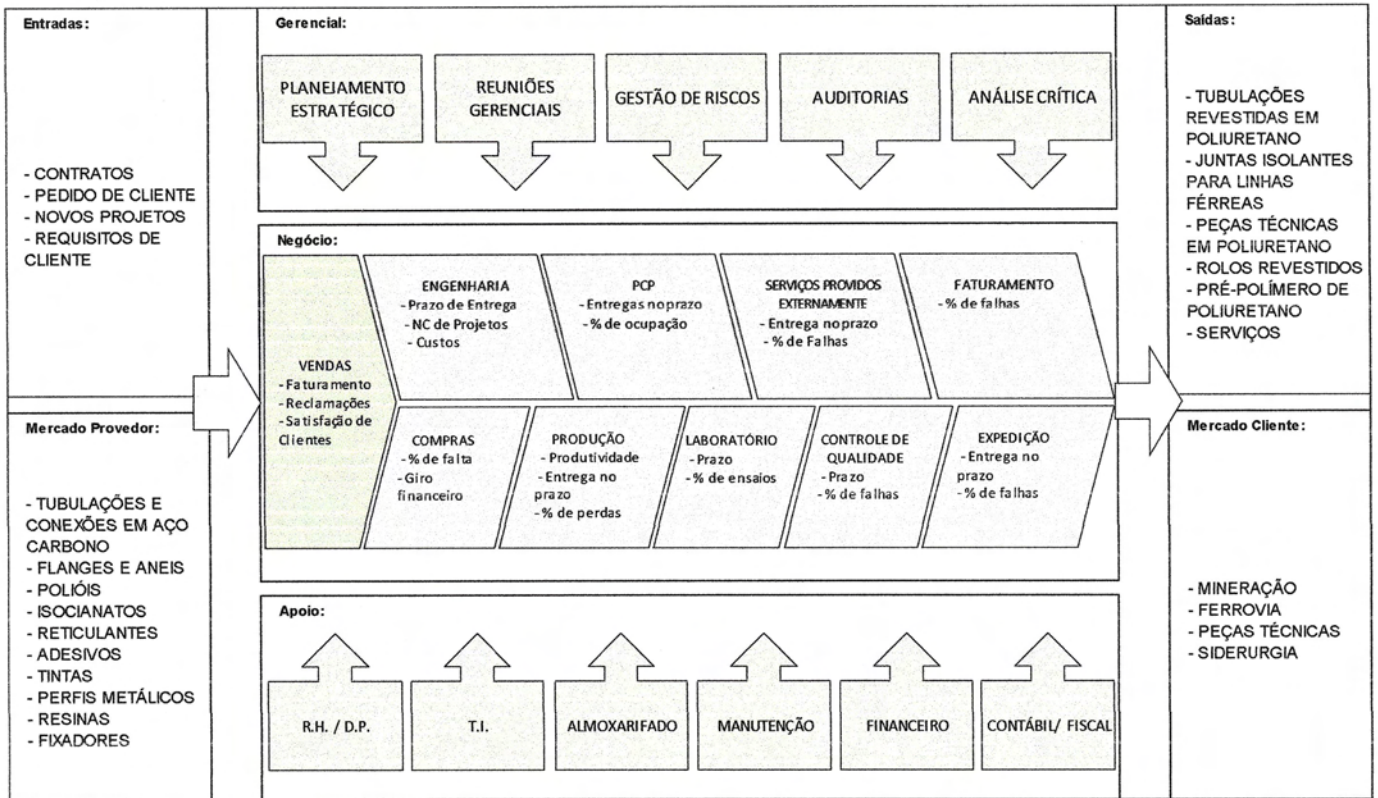 Entradas:
- CONTRATOS
- PEDIDO DE CLIENTE
- NOVOS PROJETOS
- REQUISITOS DE
CLIENTE
Mercado Provedor:
- TUBULAÇÕES E
CONEXÕES EM AÇO
CARBONO
- FLANGES E ANEIS
- POLIÓIS
- ISOCIANATOS
- RETICULANTES
- ADESIVOS
- TINTAS
- PERFIS METÁLICOS
- RESINAS
- FIXADORES
Gerencial:
PLANEJAMENTO
ESTRATÉGICO
REUNIÕES
GERENCIAIS
GESTÃO DE RISCOS
AUDITORIAS
ANÁLISE CRÍTICA
Negócio:
VENDAS
- Faturamento
- Reclamações
- Satisfação de
Clientes
ENGENHARIA
- Prazo de Entrega
- NC de Projetos
- Custos
PCP
- Entregas no prazo
- % de ocupação
SERVIÇOS PROVIDOS
EXTERNAMENTE
- Entrega no prazo
- % de Falhas
FATURAMENTO
- % de falhas
COMPRAS
- % de falta
- Giro
financeiro
PRODUÇÃO
- Produtividade
- Entrega no
prazo
- % de perdas
LABORATÓRIO
- Prazo
- % de ensaios
CONTROLE DE
QUALIDADE
- Prazo
- % de falhas
EXPEDIÇÃO
- Entrega no
prazo
- % de falhas
Apoio:
R.H. / D.P.
T.I.
ALMOXARIFADO
MANUTENÇÃO
FINANCEIRO
CONTÁBIL/ FISCAL
Saídas:
- TUBULAÇÕES
REVESTIDAS EM
POLIURETANO
- JUNTAS ISOLANTES
PARA LINHAS
FÉRREAS
- PEÇAS TÉCNICAS
EM POLIURETANO
- ROLOS REVESTIDOS
- PRÉ-POLÍMERO DE
POLIURETANO
- SERVIÇOS
Mercado Cliente:
- MINERAÇÃO
- FERROVIA
- PEÇAS TÉCNICAS
- SIDERURGIA